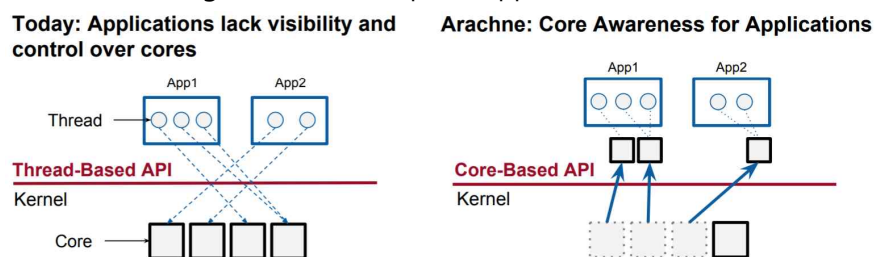 Today: Applications lack visibility and
control over cores
App1
App2
Thread
Thread-Based API
Kernel
Core
Arachne: Core Awareness for Applications
App1
App2
Core-Based API
Kernel